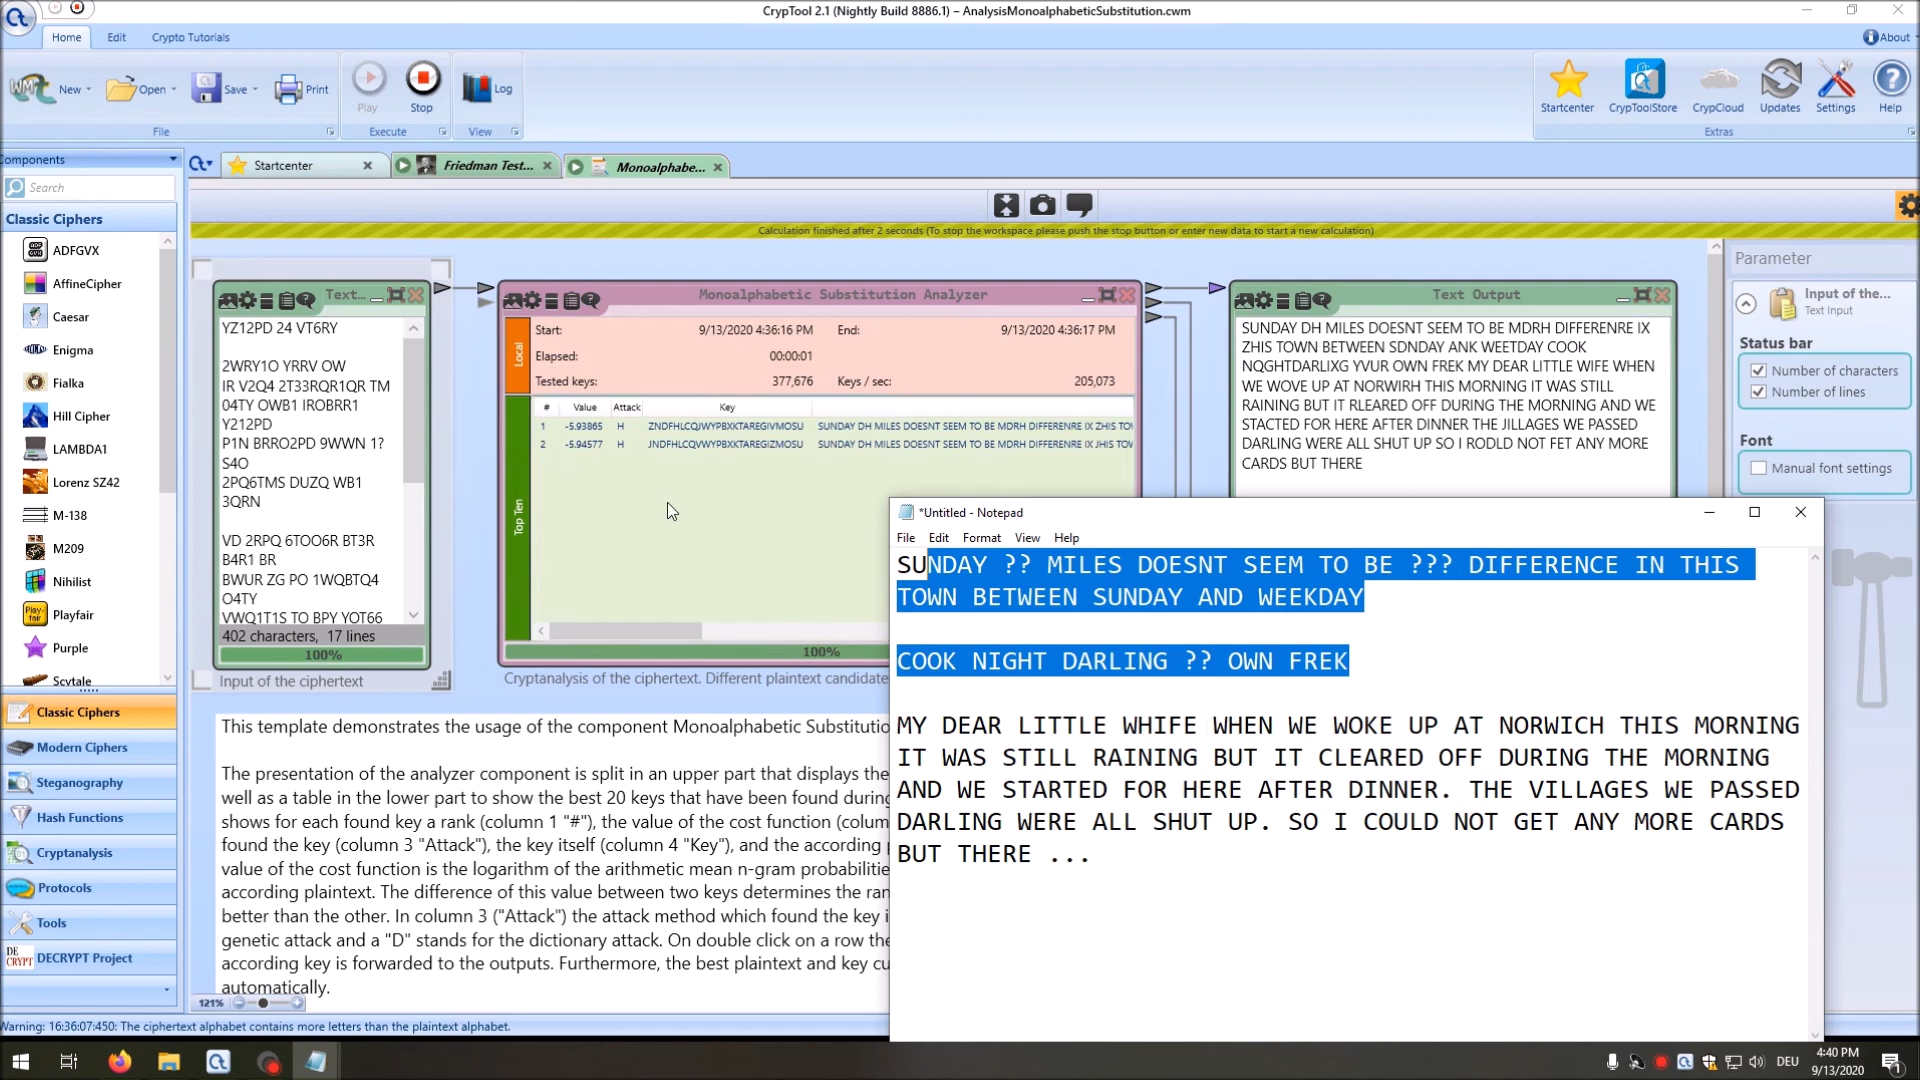 CrypTool 2.1 (Nightly Build 8886.1) – AnalysisMonoalphabeticSubstitution.cwm
Home Edit Crypto Tutorials
About
New Open Save Print
Play Stop
Log
Startcenter CrypToolStore CrypCloud Updates Settings Help
File Execute View Extras
Components
Startcenter
Friedman Test...
Monoalphabe...
Search
Classic Ciphers
ADFGVX
AffineCipher
Caesar
Enigma
Fialka
Hill Cipher
LAMBDA1
Lorenz SZ42
M-138
M209
Nihilist
Playfair
Purple
Scytale
Classic Ciphers
Modern Ciphers
Steganography
Hash Functions
Cryptanalysis
Protocols
Tools
DECRYPT Project
Calculation finished after 2 seconds (To stop the workspace please push the stop button or enter new data to start a new calculation)
Text...
YZ12PD 24 VT6RY
2WRY1O YRRV OW
IR V2Q4 2T33RQR1QR TM
04TY OWB1 IROBRR1
Y212PD
P1N BRRO2PD 9WWN 1?
S4O
2PQ6TMS DUZQ WB1
3QRN
VD 2RPQ 6TOO6R BT3R
B4R1 BR
BWUR ZG PO 1WQBTQ4
O4TY
VWQ1T1S TO BPY YOT66
402 characters, 17 lines
100%
Input of the ciphertext
Monoalphabetic Substitution Analyzer
Local
Start: 9/13/2020 4:36:16 PM End: 9/13/2020 4:36:17 PM
Elapsed: 00:00:01
Tested keys: 377,676 Keys / sec: 205,073
Top Ten
# Value Attack Key
1 -5.93865 H ZNDFHLCQJWYPBXKTAREGIVMOSU SUNDAY DH MILES DOESNT SEEM TO BE MDRH DIFFERENRE IX ZHIS TOV
2 -5.94577 H JNDFHLCQVWYPBXKTAREGIZMOSU SUNDAY DH MILES DOESNT SEEM TO BE MDRH DIFFERENRE IX JHIS TOV
100%
Cryptanalysis of the ciphertext. Different plaintext candidate
Text Output
SUNDAY DH MILES DOESNT SEEM TO BE MDRH DIFFERENRE IX
ZHIS TOWN BETWEEN SDNDAY ANK WEETDAY COOK
NQGHTDARLIXG YVUR OWN FREK MY DEAR LITTLE WIFE WHEN
WE WOVE UP AT NORWIRH THIS MORNING IT WAS STILL
RAINING BUT IT RLEARED OFF DURING THE MORNING AND WE
STACTED FOR HERE AFTER DINNER THE JILLAGES WE PASSED
DARLING WERE ALL SHUT UP SO I RODLD NOT FET ANY MORE
CARDS BUT THERE
Parameter
Input of the...
Text Input
Status bar
Number of characters
Number of lines
Font
Manual font settings
This template demonstrates the usage of the component Monoalphabetic Substitutio
The presentation of the analyzer component is split in an upper part that displays the
well as a table in the lower part to show the best 20 keys that have been found during
shows for each found key a rank (column 1 "#"), the value of the cost function (colum
found the key (column 3 "Attack"), the key itself (column 4 "Key"), and the according p
value of the cost function is the logarithm of the arithmetic mean n-gram probabilitie
according plaintext. The difference of this value between two keys determines the ran
better than the other. In column 3 ("Attack") the attack method which found the key i
genetic attack and a "D" stands for the dictionary attack. On double click on a row the
according key is forwarded to the outputs. Furthermore, the best plaintext and key cu
automatically.
121%
*Untitled - Notepad
File Edit Format View Help
SUNDAY ?? MILES DOESNT SEEM TO BE ??? DIFFERENCE IN THIS
TOWN BETWEEN SUNDAY AND WEEKDAY
COOK NIGHT DARLING ?? OWN FREK
MY DEAR LITTLE WHIFE WHEN WE WOKE UP AT NORWICH THIS MORNING
IT WAS STILL RAINING BUT IT CLEARED OFF DURING THE MORNING
AND WE STARTED FOR HERE AFTER DINNER. THE VILLAGES WE PASSED
DARLING WERE ALL SHUT UP. SO I COULD NOT GET ANY MORE CARDS
BUT THERE ...
Warning: 16:36:07:450: The ciphertext alphabet contains more letters than the plaintext alphabet.
DEU
4:40 PM
9/13/2020